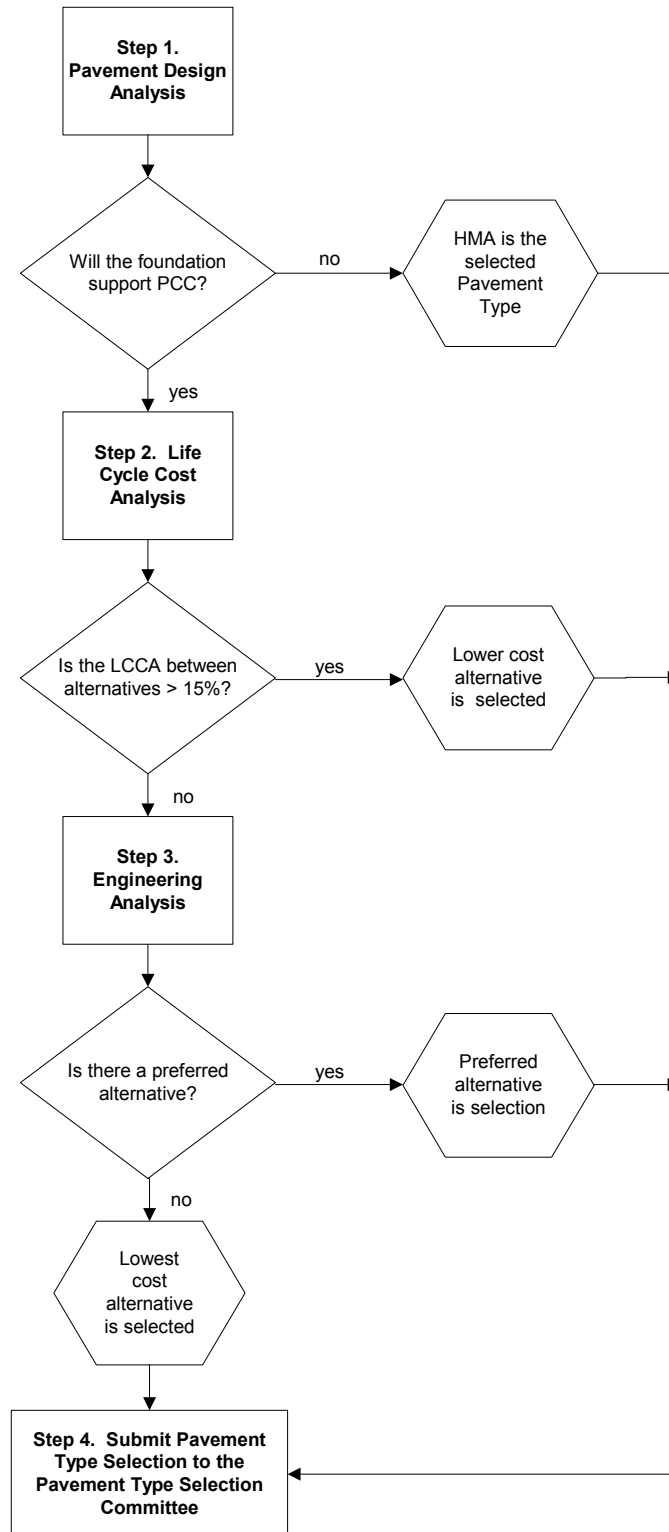 Step 1.
Pavement Design
Analysis
Will the foundation
support PCC?
no
HMA is the
selected
Pavement
Type
yes
Step 2. Life
Cycle Cost
Analysis
Is the LCCA between
alternatives > 15%?
yes
Lower cost
alternative
is selected
no
Step 3.
Engineering
Analysis
Is there a preferred
alternative?
yes
Preferred
alternative
is selection
no
Lowest
cost
alternative
is selected
Step 4. Submit Pavement
Type Selection to the
Pavement Type Selection
Committee